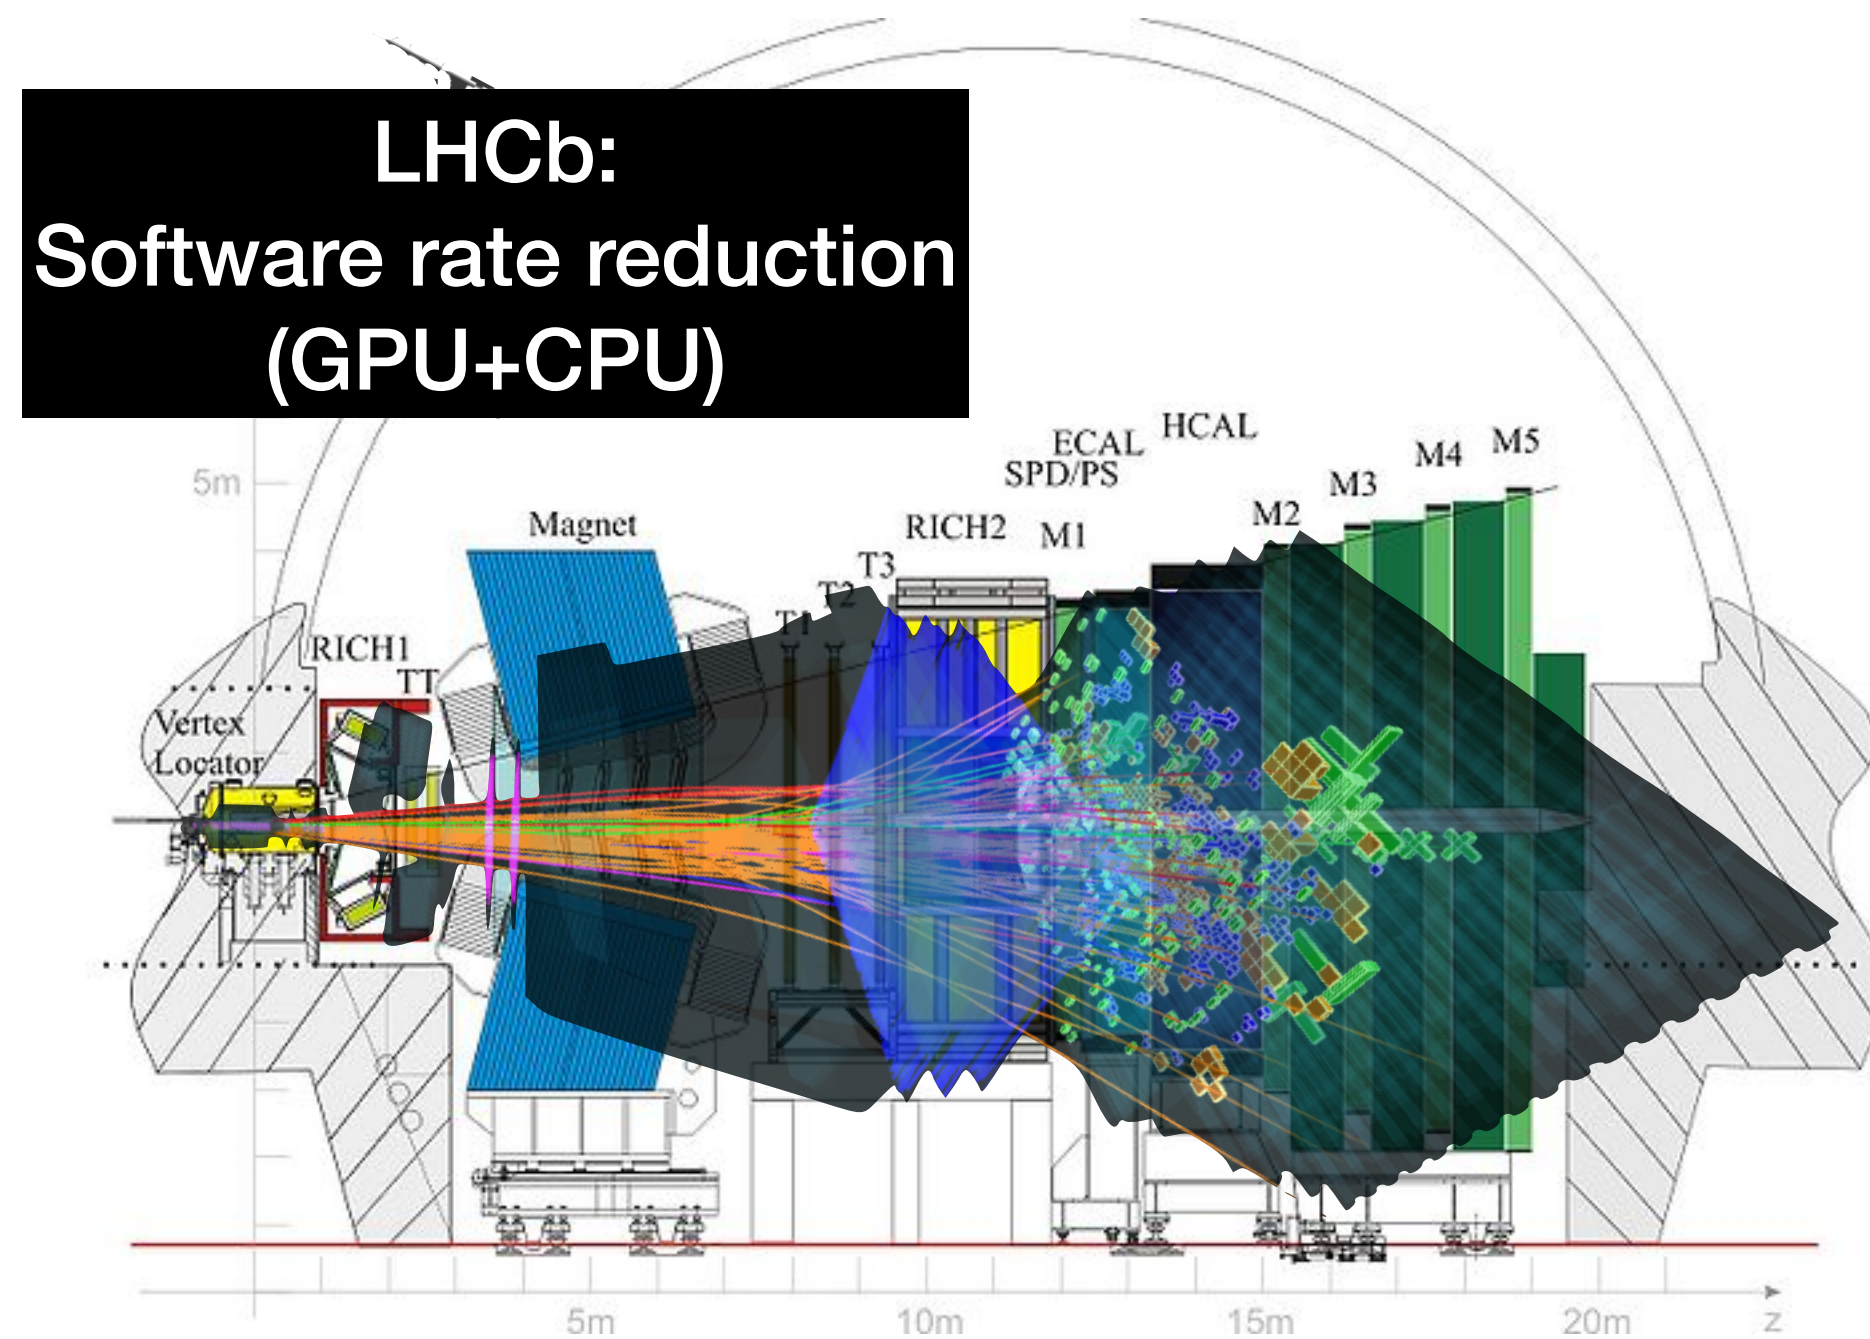 LHCb:
Software rate reduction
(GPU+CPU)
ECAL
HCAL
SPD/PS
M5
M4
M3
M2
5m
Magnet
RICH2
M1
T3
T2
T1
RICH1
TT
Vertex
Locator
5m
10m
15m
20m
z